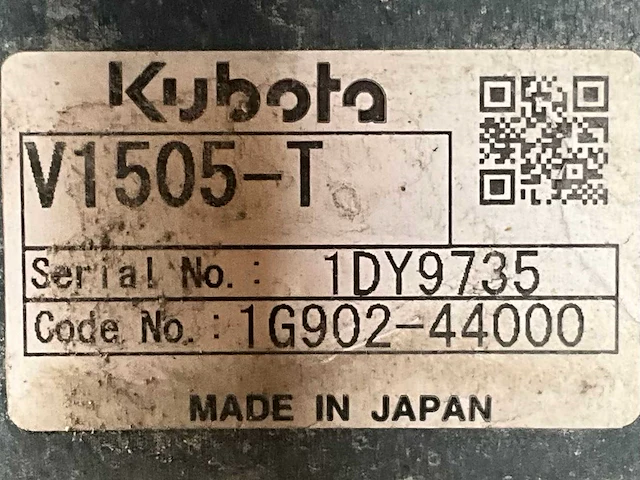 Kubota
V1505-T
Serial No.: 1DY9735
Code No.: 1G902-44000
MADE IN JAPAN